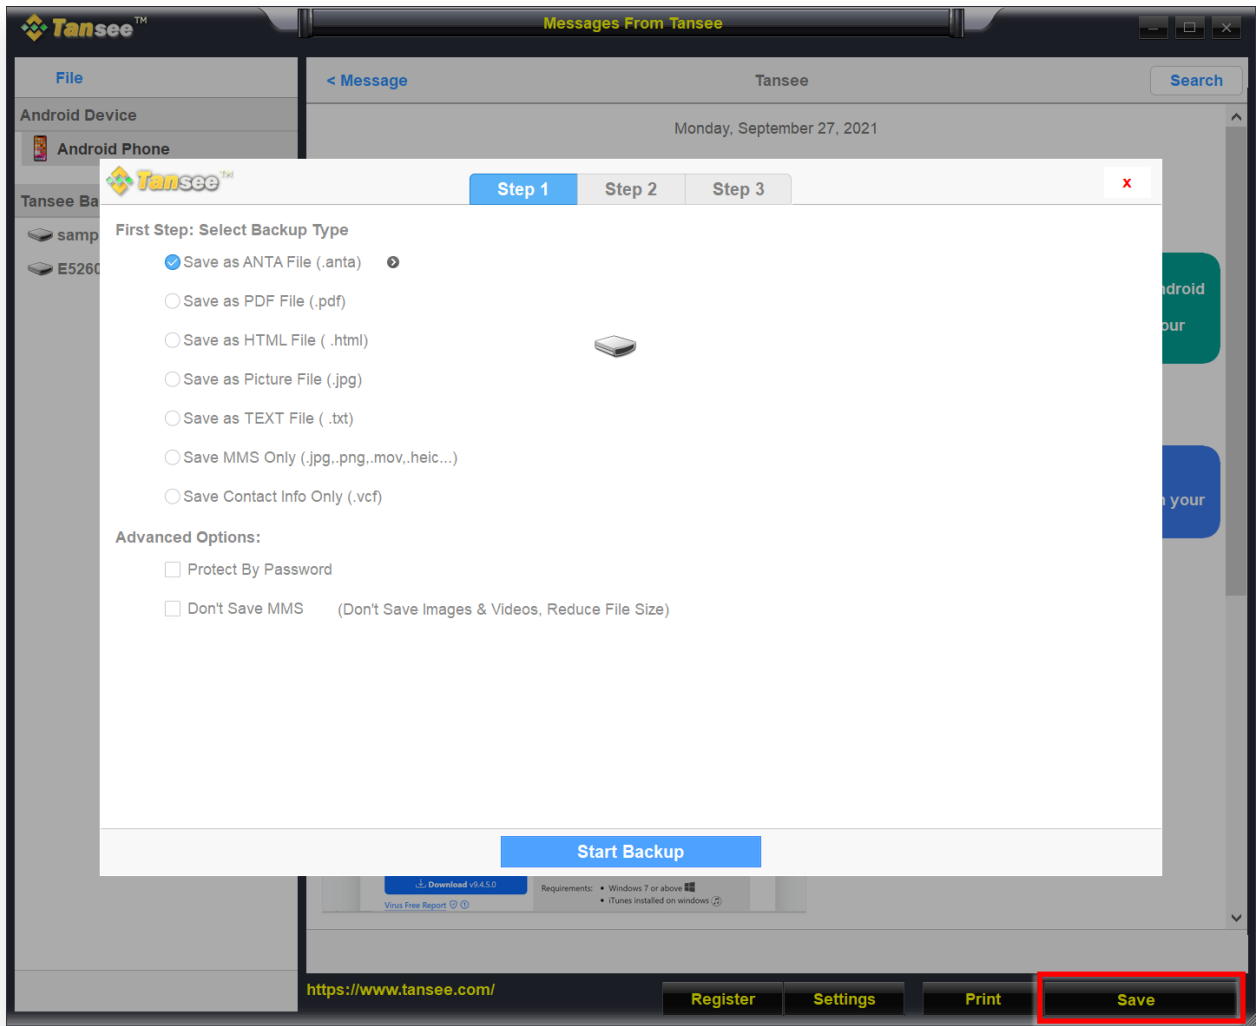 Tansee™
Messages From Tansee
File
< Message
Tansee
Search
Android Device
Monday, September 27, 2021
Android Phone
Tansee™
Step 1
Step 2
Step 3
x
Tansee Ba
First Step: Select Backup Type
samp
Save as ANTA File (.anta)
E5260
Save as PDF File (.pdf)
ndroid
our
Save as HTML File ( .html)
Save as Picture File (.jpg)
Save as TEXT File ( .txt)
Save MMS Only (.jpg,.png,.mov,.heic...)
Save Contact Info Only (.vcf)
your
Advanced Options:
Protect By Password
Don't Save MMS (Don't Save Images & Videos, Reduce File Size)
Start Backup
Download v9.4.5.0
Requirements: • Windows 7 or above
Virus Free Report
• iTunes installed on windows
https://www.tansee.com/
Register
Settings
Print
Save